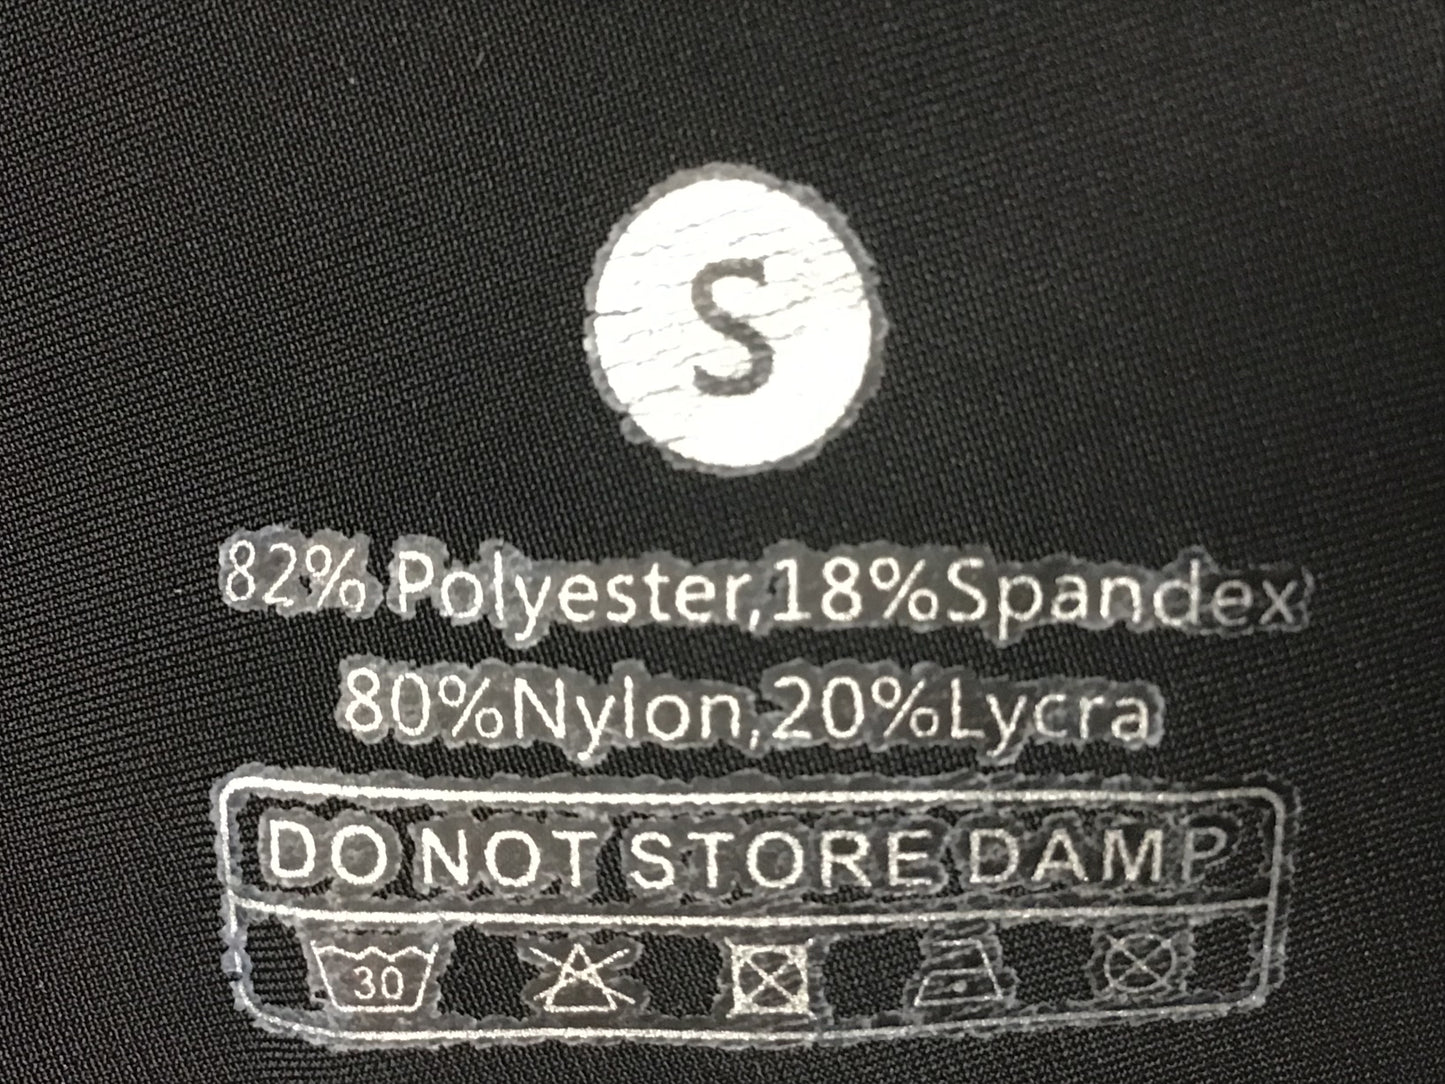 S
82% Polyester,18%Spandex
80%Nylon,20%Lycra
DO NOT STORE DAMP
30